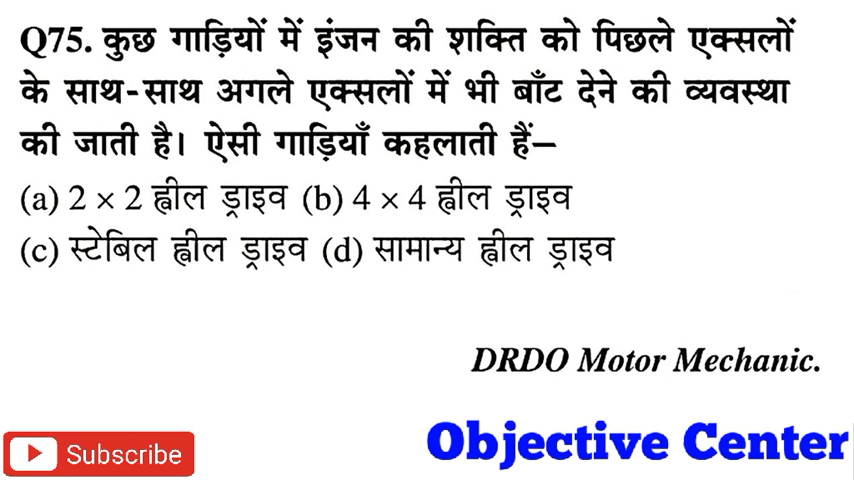 Q75. कुछ गाड़ियों में इंजन की शक्ति को पिछले एक्सलों
के साथ-साथ अगले एक्सलों में भी बाँट देने की व्यवस्था
की जाती है। ऐसी गाड़ियाँ कहलाती हैं–
(a) 2 × 2 ह्वील ड्राइव (b) 4 × 4 ह्वील ड्राइव
(c) स्टेबिल ह्वील ड्राइव (d) सामान्य ह्वील ड्राइव
DRDO Motor Mechanic.
Objective Center
Subscribe